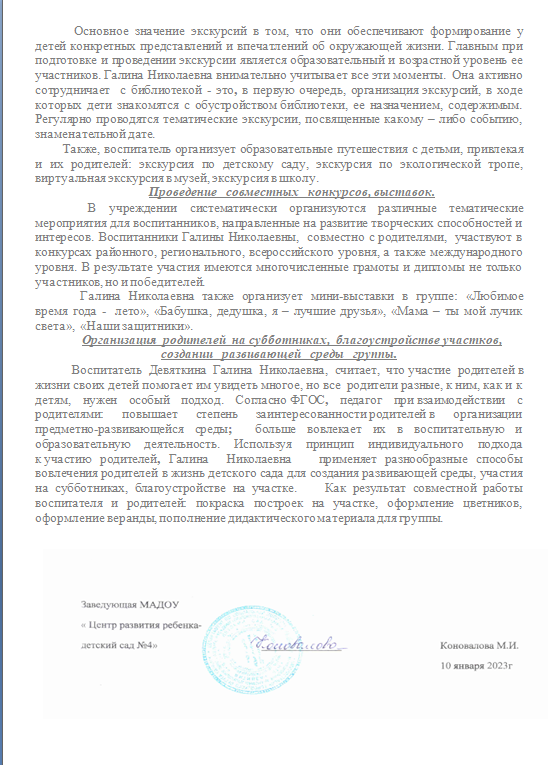 Основное значение экскурсий в том, что они обеспечивают формирование у
детей конкретных представлений и впечатлений об окружающей жизни. Главным при
подготовке и проведении экскурсии является образовательный и возрастной уровень ее
участников. Галина Николаевна внимательно учитывает все эти моменты. Она активно
сотрудничает с библиотекой - это, в первую очередь, организация экскурсий, в ходе
которых дети знакомятся с обустройством библиотеки, ее назначением, содержимым.
Регулярно проводятся тематические экскурсии, посвященные какому – либо событию,
знаменательной дате.
Также, воспитатель организует образовательные путешествия с детьми, привлекая
и их родителей: экскурсия по детскому саду, экскурсия по экологической тропе,
виртуальная экскурсия в музей, экскурсия в школу.
Проведение совместных конкурсов, выставок.
В учреждении систематически организуются различные тематические
мероприятия для воспитанников, направленные на развитие творческих способностей и
интересов. Воспитанники Галины Николаевны, совместно с родителями, участвуют в
конкурсах районного, регионального, всероссийского уровня, а также международного
уровня. В результате участия имеются многочисленные грамоты и дипломы не только
участников, но и победителей.
Галина Николаевна также организует мини-выставки в группе: «Любимое
время года - лето», «Бабушка, дедушка, я – лучшие друзья», «Мама – ты мой лучик
света», «Наши защитники».
Организация родителей на субботниках, благоустройстве участков,
создании развивающей среды группы.
Воспитатель Девяткина Галина Николаевна, считает, что участие родителей в
жизни своих детей помогает им увидеть многое, но все родители разные, к ним, как и к
детям, нужен особый подход. Согласно ФГОС, педагог при взаимодействии с
родителями: повышает степень заинтересованности родителей в организации
предметно-развивающейся среды; больше вовлекает их в воспитательную и
образовательную деятельность. Используя принцип индивидуального подхода
к участию родителей, Галина Николаевна применяет разнообразные способы
вовлечения родителей в жизнь детского сада для создания развивающей среды, участия
на субботниках, благоустройстве на участке. Как результат совместной работы
воспитателя и родителей: покраска построек на участке, оформление цветников,
оформление веранды, пополнение дидактического материала для группы.
Заведующая МАДОУ
« Центр развития ребенка-
детский сад №4»
Коновалова
Коновалова М.И.
10 января 2023г